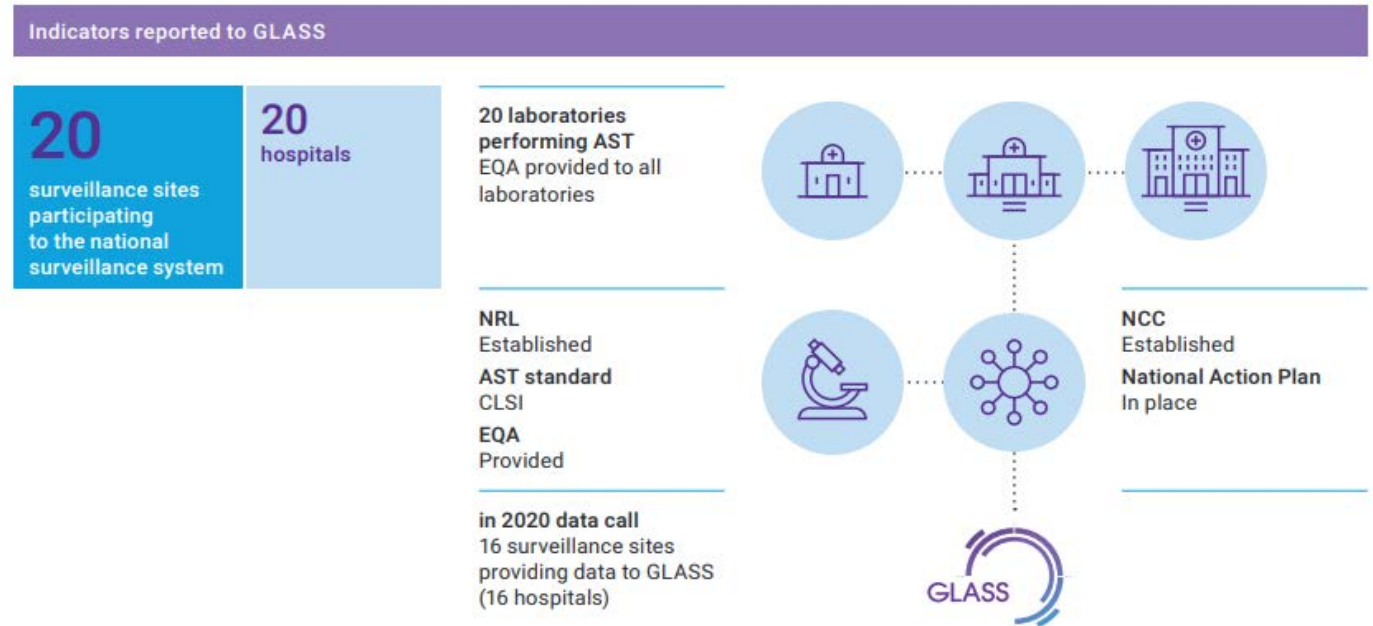 Indicators reported to GLASS
20
surveillance sites
participating
to the national
surveillance system
20
hospitals
20 laboratories
performing AST
EQA provided to all
laboratories
NRL
Established
AST standard
CLSI
EQA
Provided
NCC
Established
National Action Plan
In place
in 2020 data call
16 surveillance sites
providing data to GLASS
(16 hospitals)
GLASS